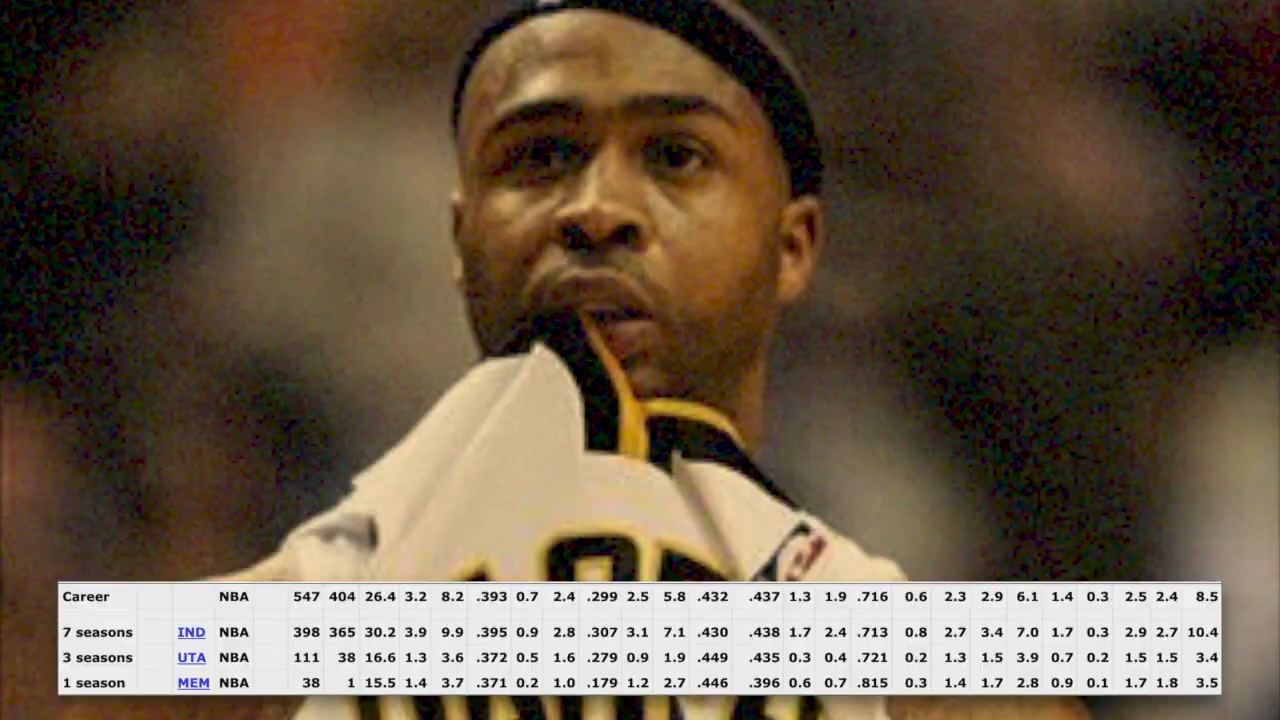 Career NBA 547 404 26.4 3.2 8.2 .393 0.7 2.4 .299 2.5 5.8 .432 .437 1.3 1.9 .716 0.6 2.3 2.9 6.1 1.4 0.3 2.5 2.4 8.5
7 seasons IND NBA 398 365 30.2 3.9 9.9 .395 0.9 2.8 .307 3.1 7.1 .430 .438 1.7 2.4 .713 0.8 2.7 3.4 7.0 1.7 0.3 2.9 2.7 10.4
3 seasons UTA NBA 111 38 16.6 1.3 3.6 .372 0.5 1.6 .279 0.9 1.9 .449 .435 0.3 0.4 .721 0.2 1.3 1.5 3.9 0.7 0.2 1.5 1.5 3.4
1 season MEM NBA 38 1 15.5 1.4 3.7 .371 0.2 1.0 .179 1.2 2.7 .446 .396 0.6 0.7 .815 0.3 1.4 1.7 2.8 0.9 0.1 1.7 1.8 3.5